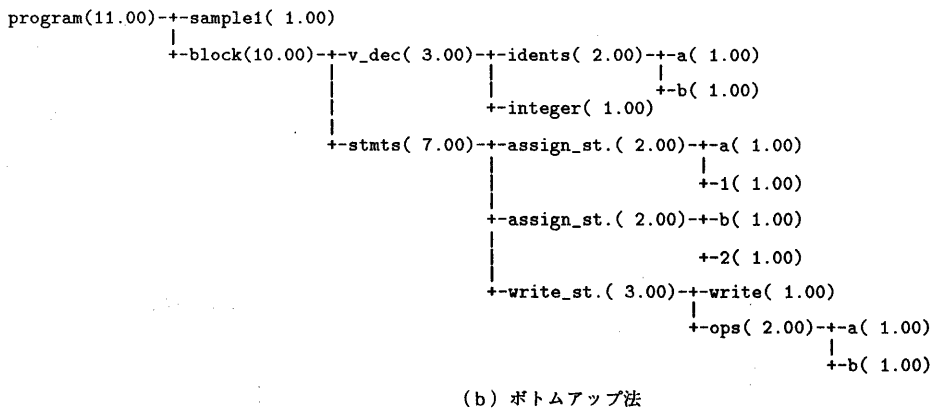 program(11.00)-+-sample1( 1.00)
+-block(10.00)-+-v_dec( 3.00)-+-idents( 2.00)-+-a( 1.00)
+-b( 1.00)
+-integer( 1.00)
+-stmts( 7.00)-+-assign_st.( 2.00)-+-a( 1.00)
+-1( 1.00)
+-assign_st.( 2.00)-+-b( 1.00)
+-2( 1.00)
+-write_st.( 3.00)-+-write( 1.00)
+-ops( 2.00)-+-a( 1.00)
+-b( 1.00)
(b) ボトムアップ法